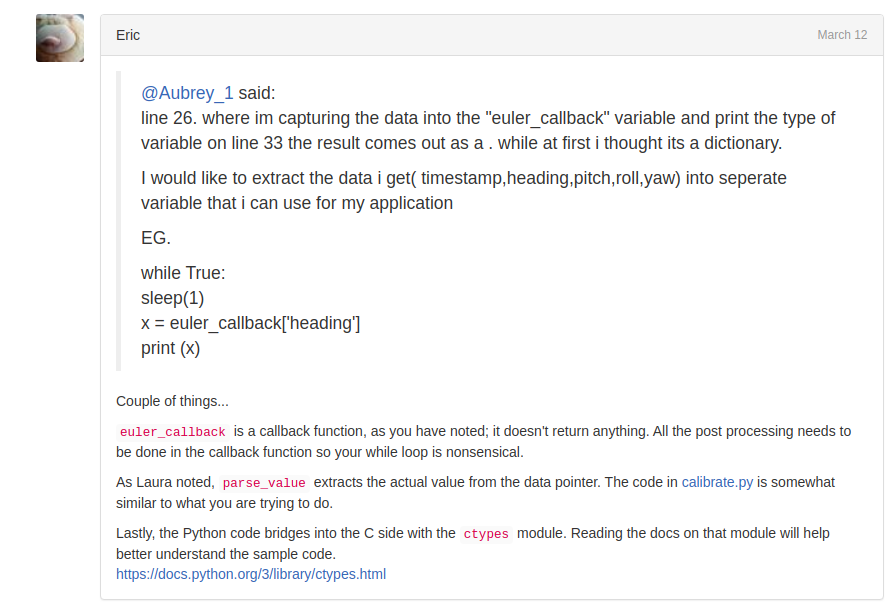 Eric
March 12
@Aubrey_1 said:
line 26. where im capturing the data into the "euler_callback" variable and print the type of
variable on line 33 the result comes out as a . while at first i thought its a dictionary.
I would like to extract the data i get( timestamp,heading,pitch,roll,yaw) into seperate
variable that i can use for my application
EG.
while True:
sleep(1)
x = euler_callback['heading']
print (x)
Couple of things...
euler_callback is a callback function, as you have noted; it doesn't return anything. All the post processing needs to
be done in the callback function so your while loop is nonsensical.
As Laura noted, parse_value extracts the actual value from the data pointer. The code in calibrate.py is somewhat
similar to what you are trying to do.
Lastly, the Python code bridges into the C side with the ctypes module. Reading the docs on that module will help
better understand the sample code.
https://docs.python.org/3/library/ctypes.html